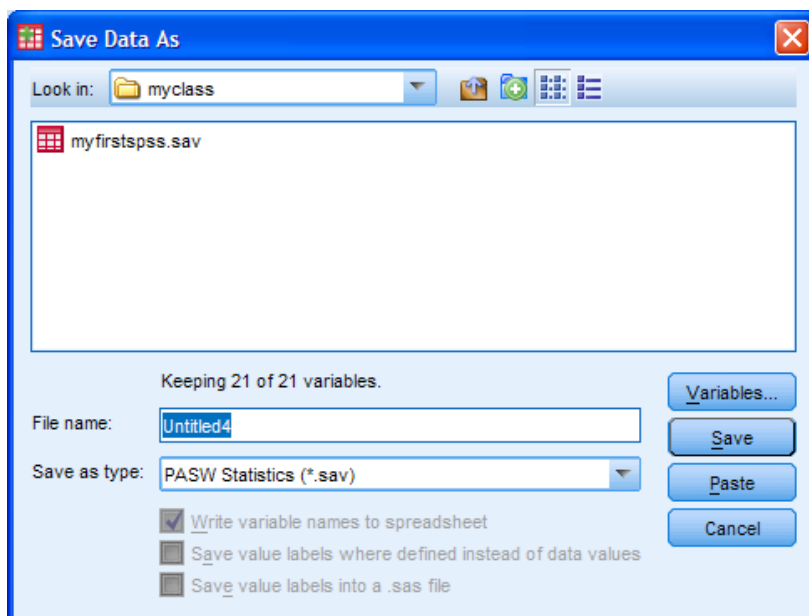 Save Data As
Look in: myclass
myfirstspss.sav
Keeping 21 of 21 variables.
Variables...
File name: Untitled4
Save
Save as type: PASW Statistics (*.sav)
Paste
Write variable names to spreadsheet
Cancel
Save value labels where defined instead of data values
Save value labels into a .sas file